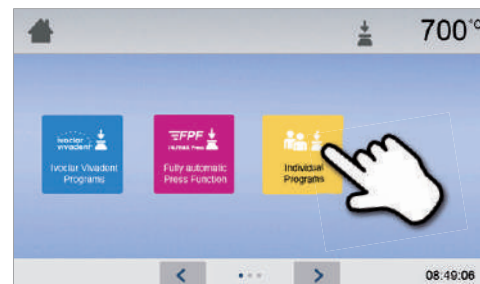 700°C
ivoclar
vivadent
FPF
Ivoclar Vivadent
Programs
Fully automatic
Press Function
Individual
Programs
08:49:06